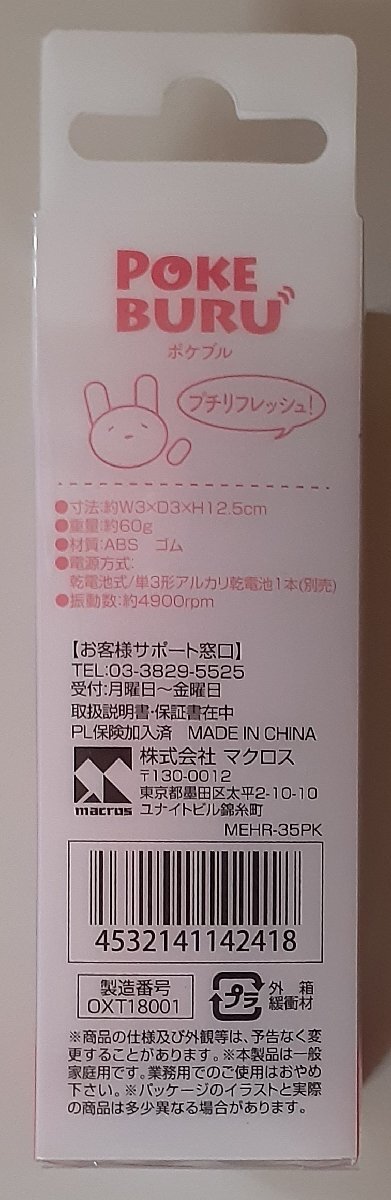 POKE
BURU
ポケブル
プチリフレッシュ!
●寸法:約W3×D3×H12.5cm
●重量:約60g
●材質:ABS ゴム
●電源方式:
乾電池式/単3形アルカリ乾電池1本(別売)
●振動数:約4900rpm
【お客様サポート窓口】
TEL:03-3829-5525
受付:月曜日～金曜日
取扱説明書・保証書在中
PL保険加入済 MADE IN CHINA
株式会社 マクロス
〒130-0012
東京都墨田区太平2-10-10
ユナイトビル錦糸町
macros
MEHR-35PK
4532141142418
製造番号
OXT18001
プラ
外箱
緩衝材
※商品の仕様及び外観等は、予告なく変
更することがあります。※本製品は一般
家庭用です。業務用でのご使用はおやめ
下さい。※パッケージのイラストと実際
の商品は多少異なる場合があります。